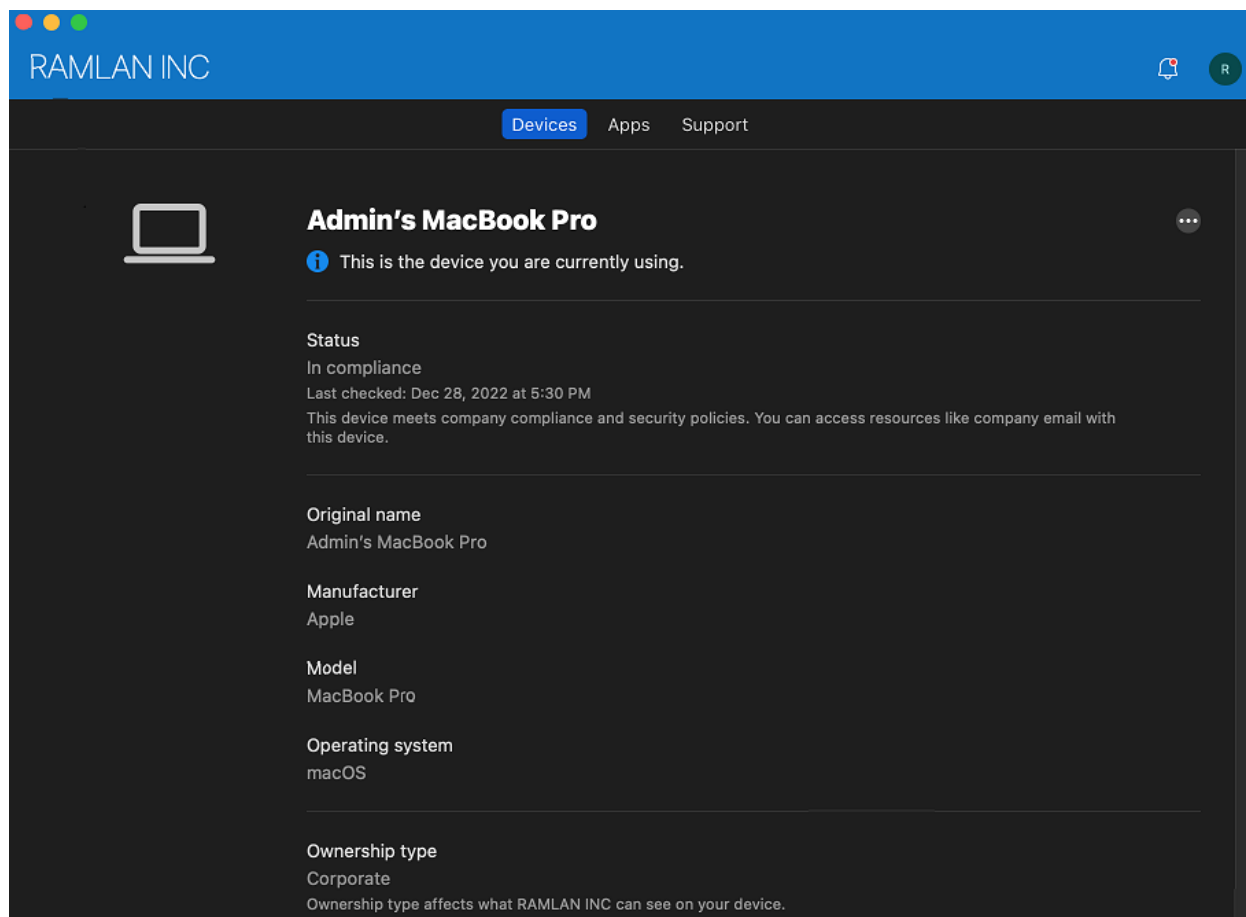 RAMLAN INC
R
Devices
Apps
Support
Admin’s MacBook Pro
This is the device you are currently using.
Status
In compliance
Last checked: Dec 28, 2022 at 5:30 PM
This device meets company compliance and security policies. You can access resources like company email with
this device.
Original name
Admin’s MacBook Pro
Manufacturer
Apple
Model
MacBook Pro
Operating system
macOS
Ownership type
Corporate
Ownership type affects what RAMLAN INC can see on your device.